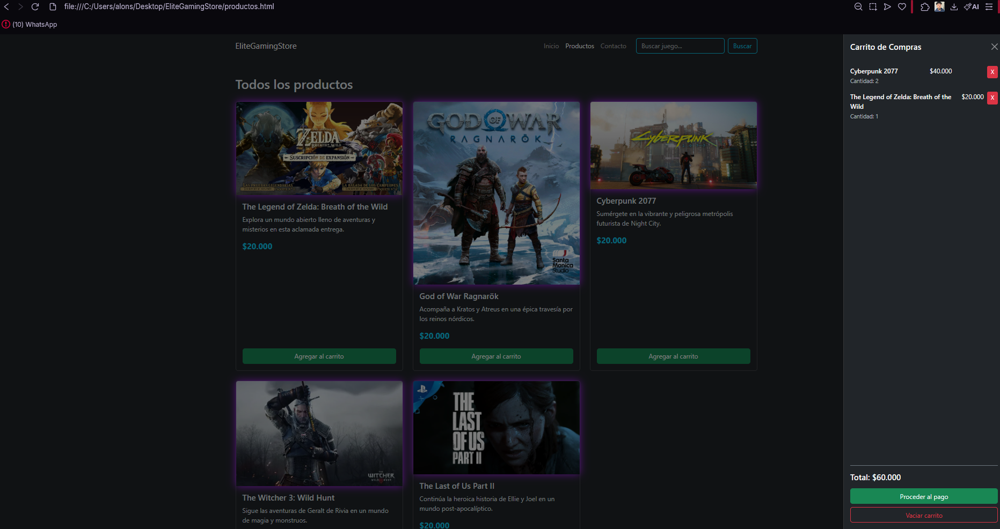 file:///C:/Users/alons/Desktop/EliteGamingStore/productos.html
AI
(10) WhatsApp
EliteGamingStore
Inicio Productos Contacto Buscar juego... Buscar
Carrito de Compras
Cyberpunk 2077 $40.000 X
Cantidad: 2
The Legend of Zelda: Breath of the $20.000 X
Wild
Cantidad: 1
Todos los productos
THE LEGEND OF
ZELDA
BREATH OF THE WILD
SUSCRIPCIÓN DE EXPANSIÓN
LAS PRUEBAS LEGENDARIAS
LA BALADA DE LOS CAMPEONES
The Legend of Zelda: Breath of the Wild
Explora un mundo abierto lleno de aventuras y
misterios en esta aclamada entrega.
$20.000
Agregar al carrito
GOD OF WAR
RAGNARÖK
Santa
Monica
Studio
God of War Ragnarök
Acompaña a Kratos y Atreus en una épica travesía por
los reinos nórdicos.
$20.000
Agregar al carrito
Cyberpunk
Cyberpunk 2077
Sumérgete en la vibrante y peligrosa metrópolis
futurista de Night City.
$20.000
Agregar al carrito
THE
WITCHER
WILD HUNT
The Witcher 3: Wild Hunt
Sigue las aventuras de Geralt de Rivia en un mundo
de magia y monstruos.
THE
LAST
OF US
PART II
The Last of Us Part II
Continúa la heroica historia de Ellie y Joel en un
mundo post-apocalíptico.
$20.000
Total: $60.000
Proceder al pago
Vaciar carrito